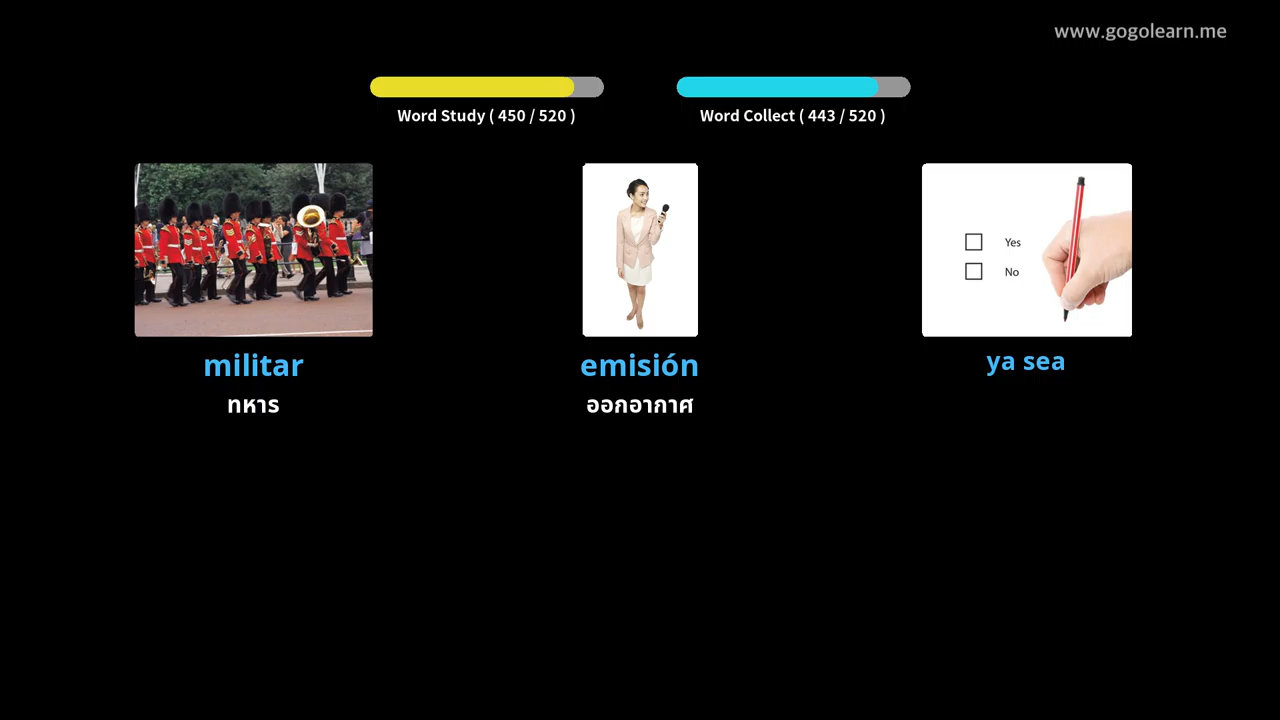 www.gogolearn.me
Word Study ( 450 / 520 )
Word Collect ( 443 / 520 )
Yes
No
militar
emisión
ya sea
ทหาร
ออกอากาศ